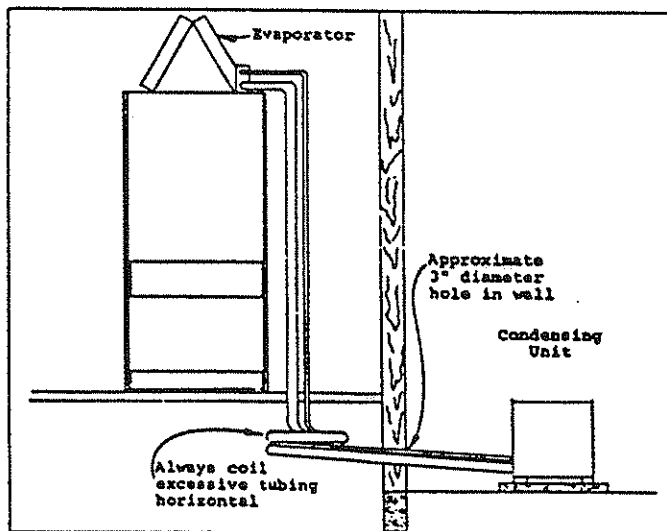 Evaporator
Approximate
3" diameter
hole in wall
Condensing
Unit
Always coil
excessive tubing
horizontal